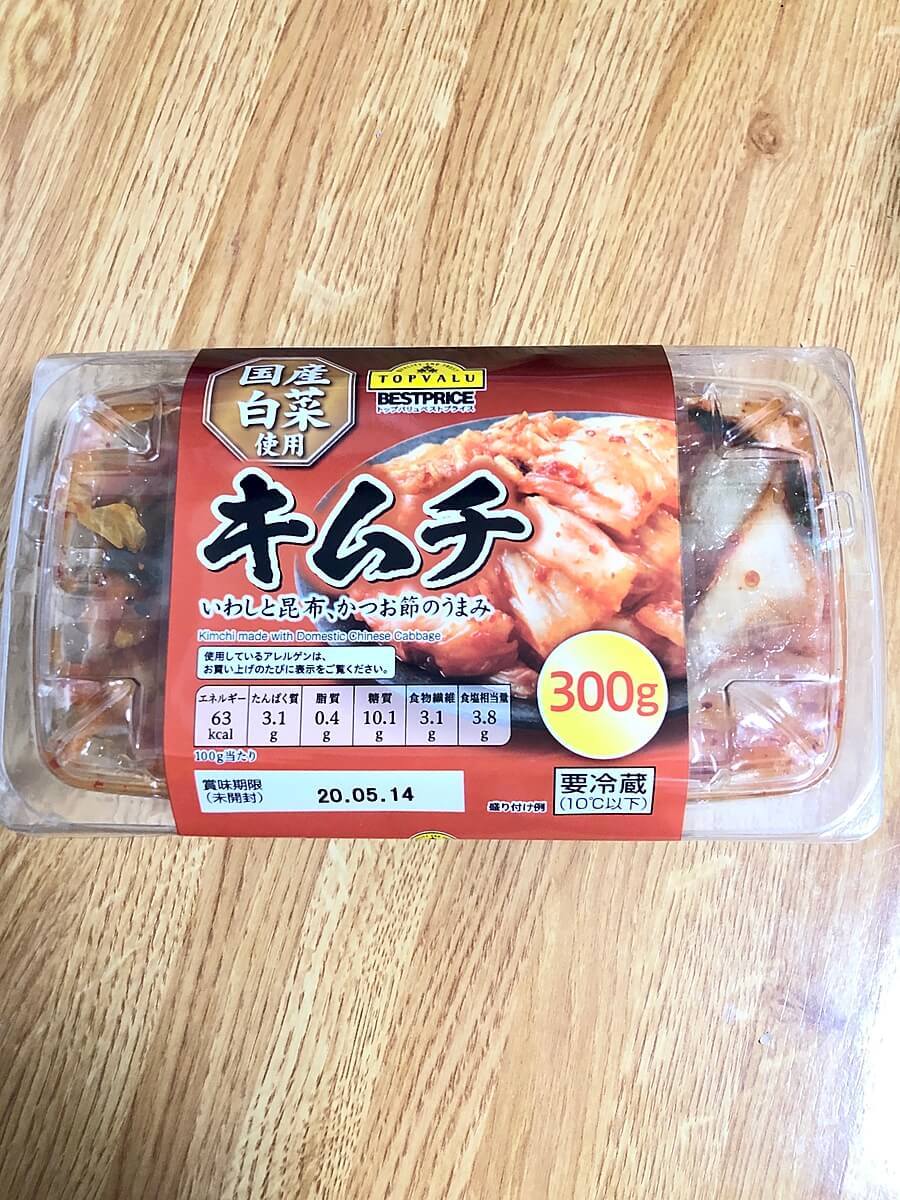 国産
白菜
使用
TOPVALU
BESTPRICE
トップバリュベストプライス
キムチ
いわしと昆布、かつお節のうまみ
Kimchi made with Domestic Chinese Cabbage
使用しているアレルゲンは、
お買い上げのたびに表示をご覧ください。
エネルギー たんぱく質 脂質 糖質 食物繊維 食塩相当量
63 3.1 0.4 10.1 3.1 3.8
kcal g g g g g
100g当たり
300g
賞味期限
(未開封)
20.05.14
盛り付け例
要冷蔵
(10℃以下)